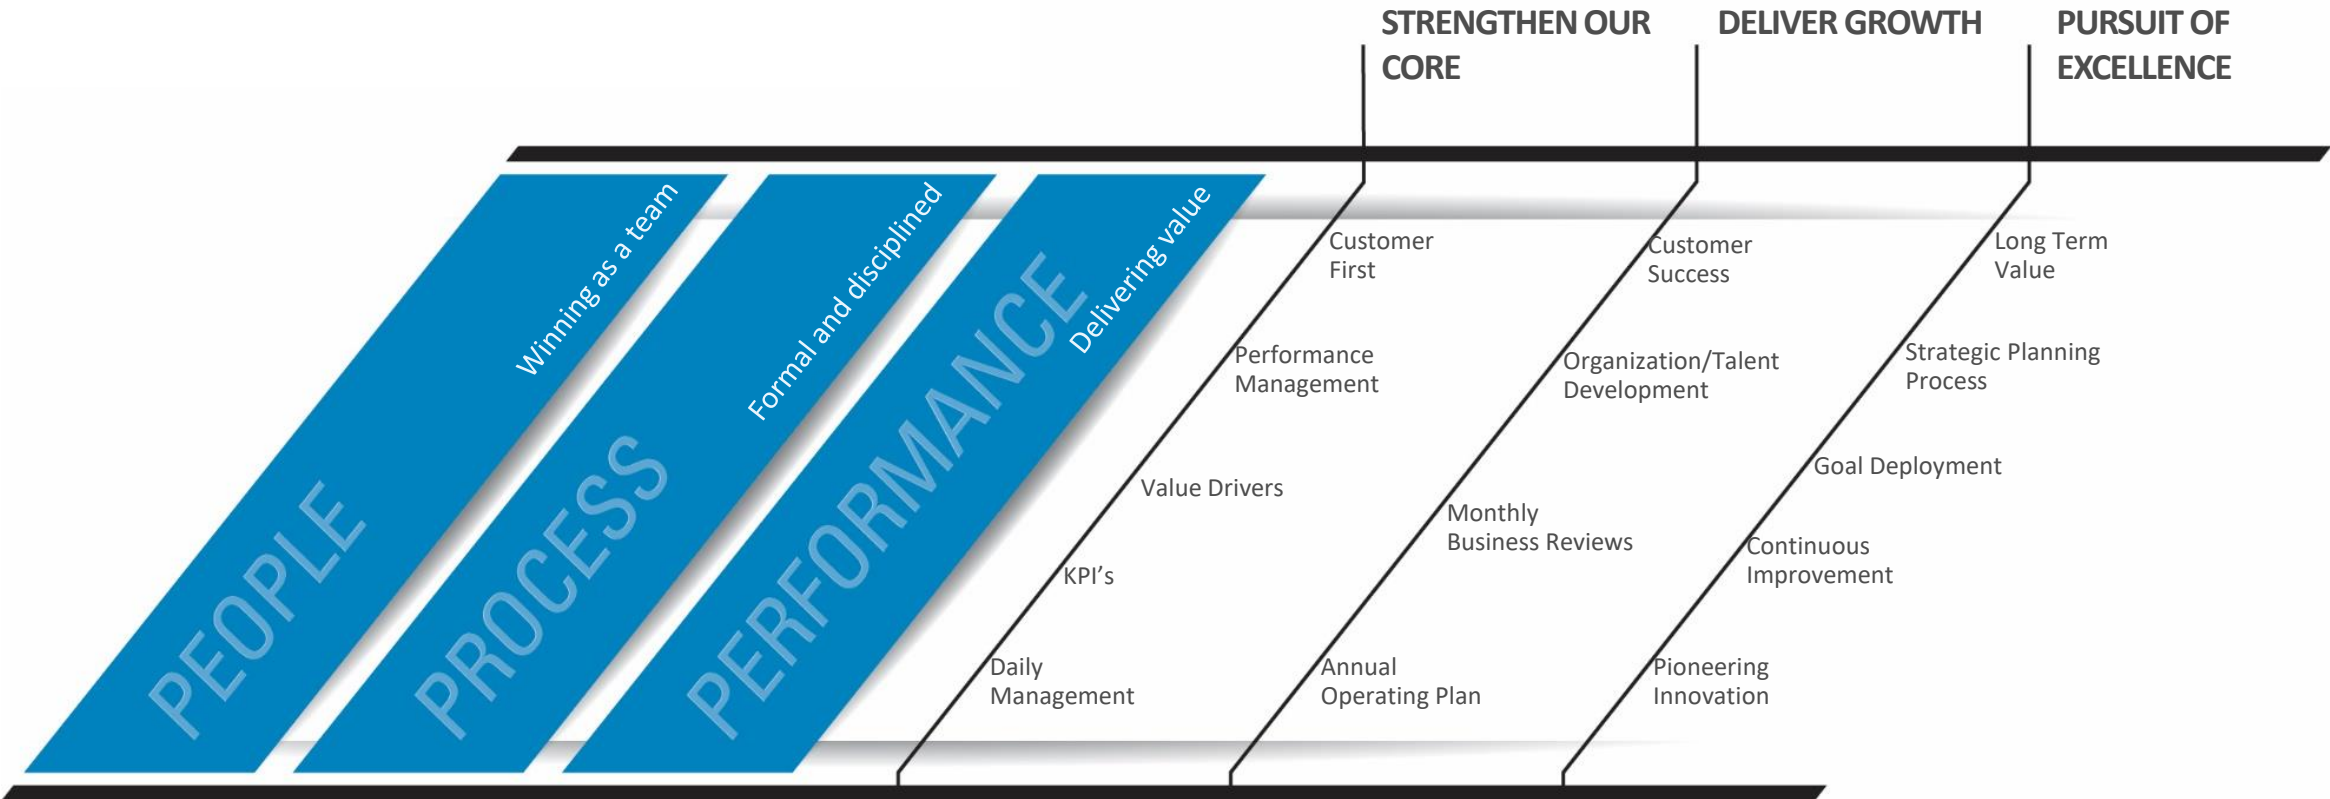 STRENGTHEN OUR
CORE
DELIVER GROWTH
PURSUIT OF
EXCELLENCE
PEOPLE
Winning as a team
PROCESS
Formal and disciplined
PERFORMANCE
Delivering value
Customer
First
Performance
Management
Value Drivers
KPI’s
Daily
Management
Customer
Success
Organization/Talent
Development
Monthly
Business Reviews
Annual
Operating Plan
Long Term
Value
Strategic Planning
Process
Goal Deployment
Continuous
Improvement
Pioneering
Innovation